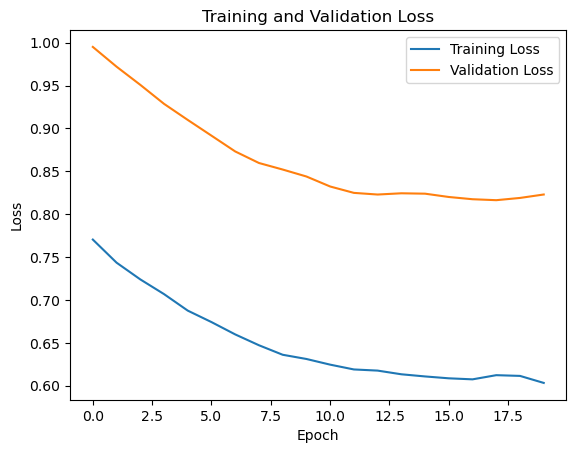 Training and Validation Loss
Training Loss
Validation Loss
1.00
0.95
0.90
0.85
0.80
0.75
0.70
0.65
0.60
Loss
0.0 2.5 5.0 7.5 10.0 12.5 15.0 17.5
Epoch